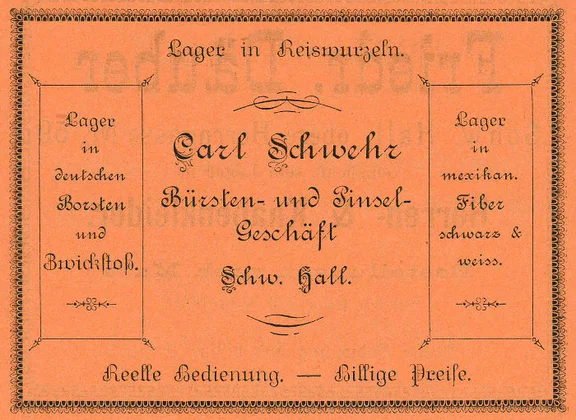 Lager in Reiswurzeln.
Lager
in
deutschen
Borsten
und
Zwickstoß.
Carl Schwehr
Bürsten- und Pinsel-
Geschäft
Schw. Hall.
Lager
in
mexikan.
Fiber
schwarz &
weiss.
Reelle Bedienung. — Billige Preise.